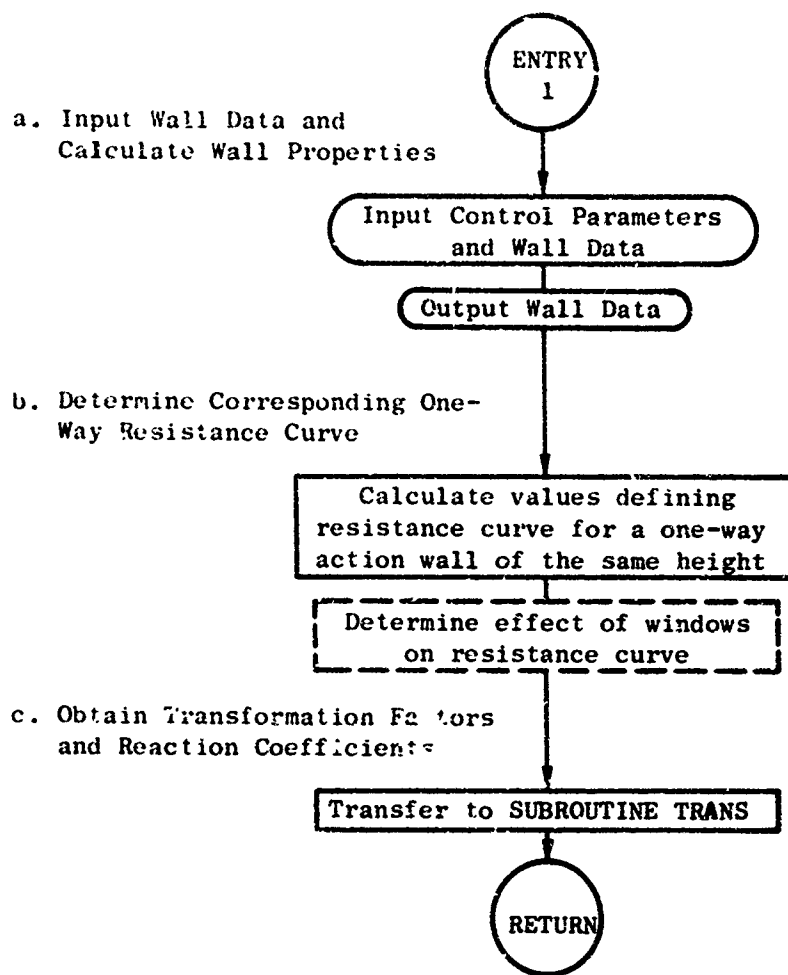 ENTRY
1
a. Input Wall Data and
Calculate Wall Properties
Input Control Parameters
and Wall Data
Output Wall Data
b. Determine Corresponding One-
Way Resistance Curve
Calculate values defining
resistance curve for a one-way
action wall of the same height
Determine effect of windows
on resistance curve
c. Obtain Transformation Factors
and Reaction Coefficients
Transfer to SUBROUTINE TRANS
RETURN